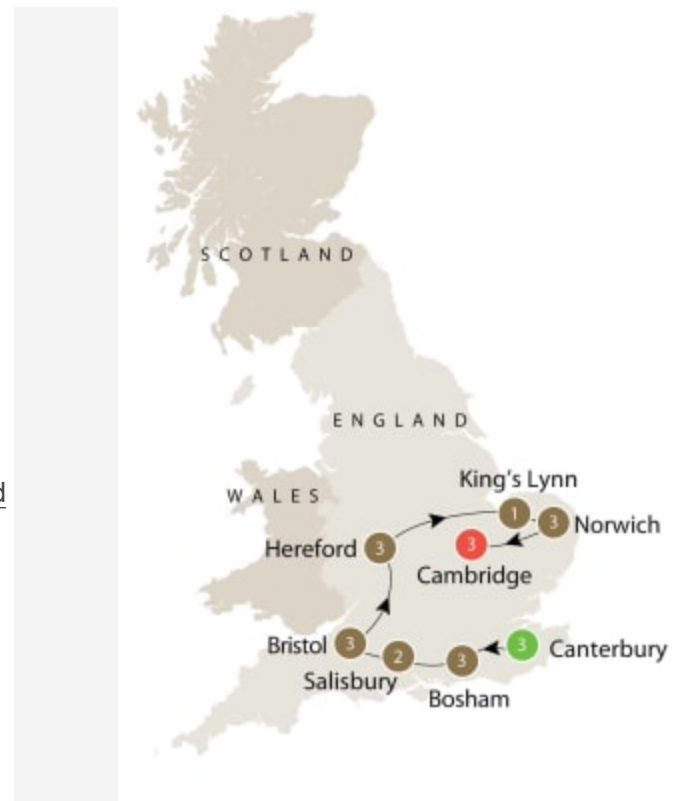 SCOTLAND
ENGLAND
WALES
King's Lynn
1
3 Norwich
Hereford 3
3
Cambridge
Bristol 3
2
Salisbury
3
Bosham
3 Canterbury
d